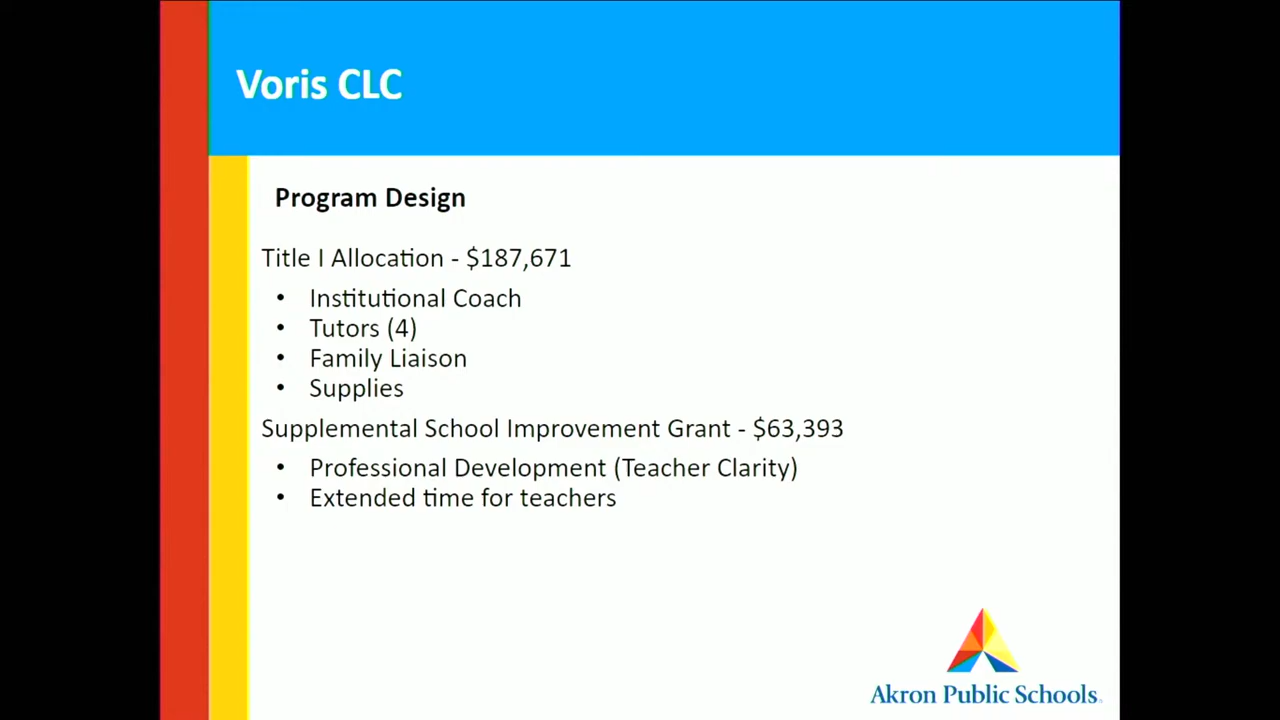 Voris CLC
Program Design
Title I Allocation - $187,671
• Institutional Coach
• Tutors (4)
• Family Liaison
• Supplies
Supplemental School Improvement Grant - $63,393
• Professional Development (Teacher Clarity)
• Extended time for teachers
Akron Public Schools